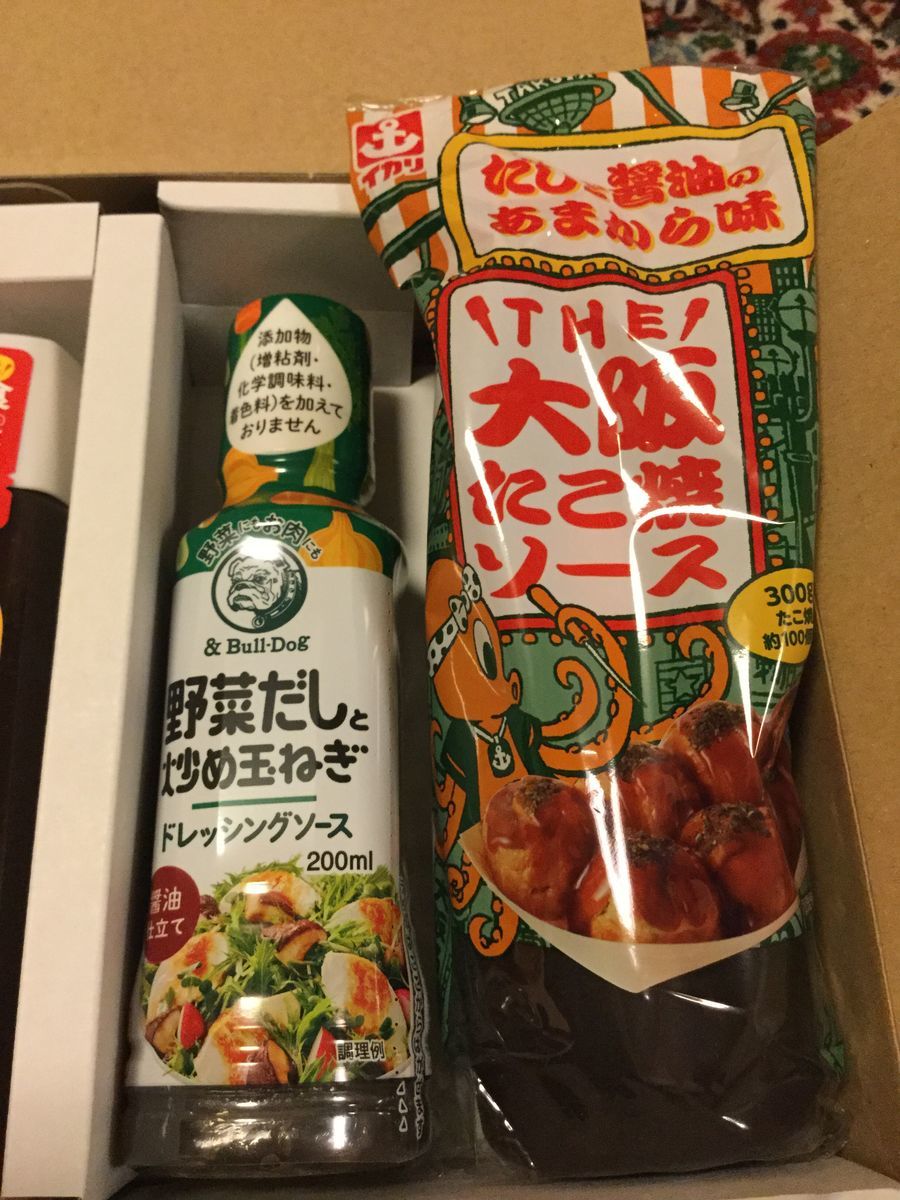 添加物
(増粘剤・
化学調味料・
着色料)を加えて
おりません
野菜にもお肉にも
& Bull-Dog
野菜だしと
炒め玉ねぎ
ドレッシングソース
200ml
醤油
仕立て
調理例
TAKOYA
イカリ
だしと醤油の
あまから味
THE
大阪
たこ焼
ソース
300g
たこ焼
約100個